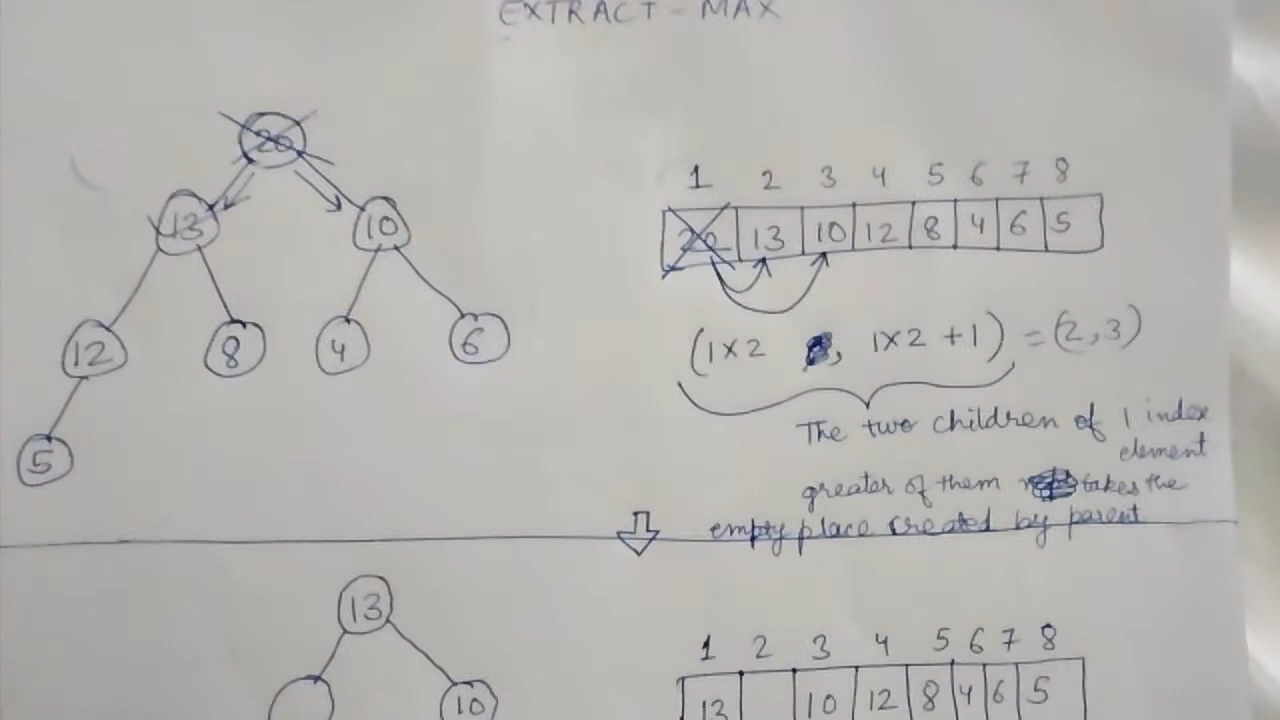 EXTRACT - MAX
20
13 10
12 8 4 6
5
1 2 3 4 5 6 7 8
20 13 10 12 8 4 6 5
(1×2 , 1×2 +1) = (2,3)
The two children of 1 index
element
greater of them takes the
empty place created by parent
13
10
1 2 3 4 5 6 7 8
13 10 12 8 4 6 5